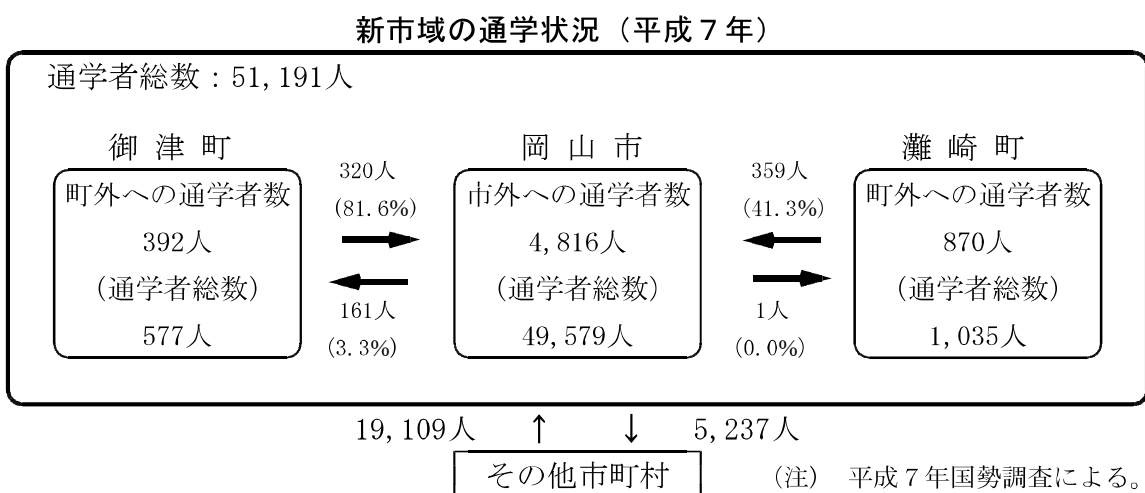 新市域の通学状況（平成７年）
通学者総数：51,191人
御津町
町外への通学者数
392人
（通学者総数）
577人
320人
(81.6%)
161人
(3.3%)
岡山市
市外への通学者数
4,816人
（通学者総数）
49,579人
359人
(41.3%)
1人
(0.0%)
灘崎町
町外への通学者数
870人
（通学者総数）
1,035人
19,109人 ↑ ↓ 5,237人
その他市町村
（注） 平成７年国勢調査による。